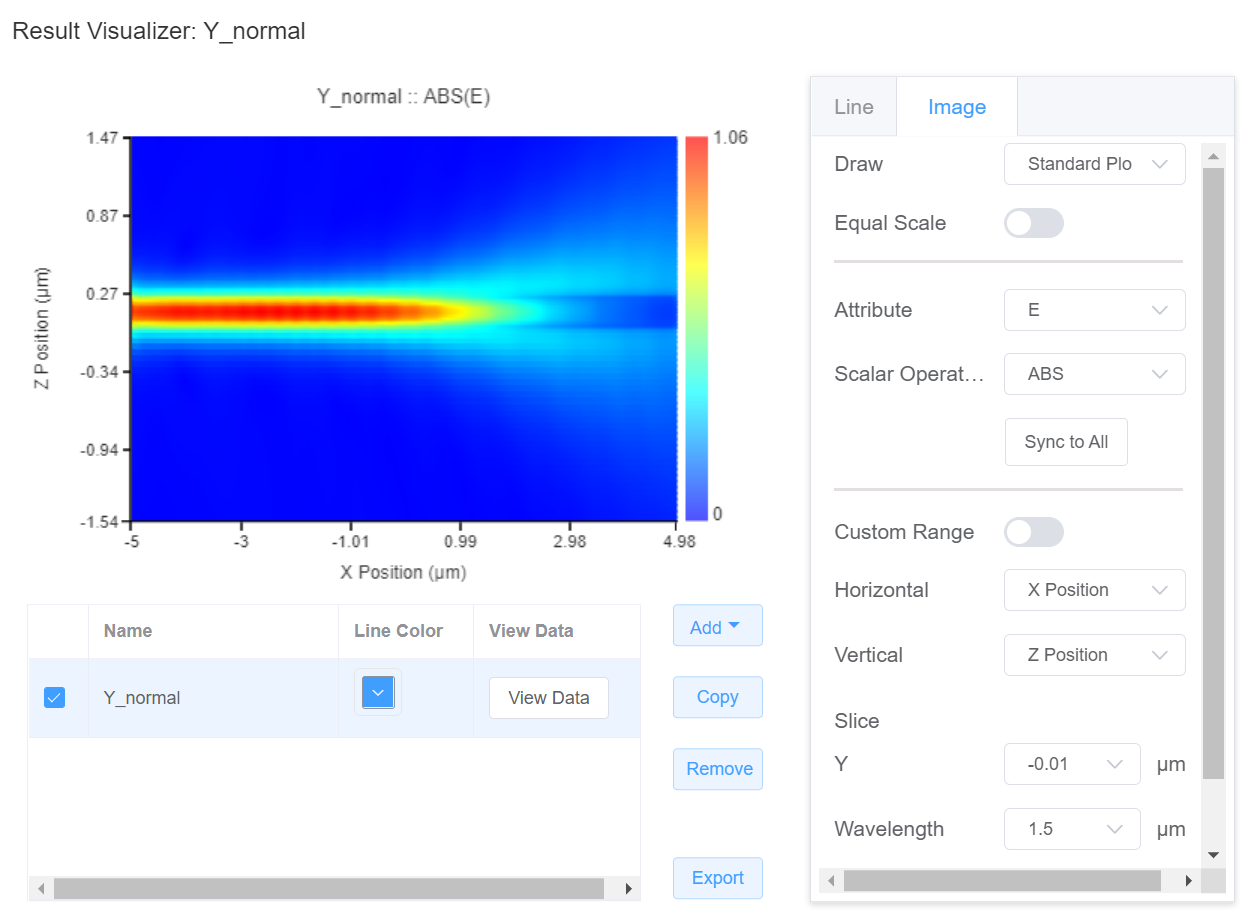 Result Visualizer: Y_normal
Y_normal :: ABS(E)
1.47
0.87
0.27
-0.34
-0.94
-1.54
Z Position (µm)
-5
-3
-1.01
0.99
2.98
4.98
X Position (µm)
1.06
0
Name
Line Color
View Data
Y_normal
View Data
Add
Copy
Remove
Export
Line
Image
Draw
Standard Plo
Equal Scale
Attribute
E
Scalar Operat...
ABS
Sync to All
Custom Range
Horizontal
X Position
Vertical
Z Position
Slice
Y
-0.01
µm
Wavelength
1.5
µm